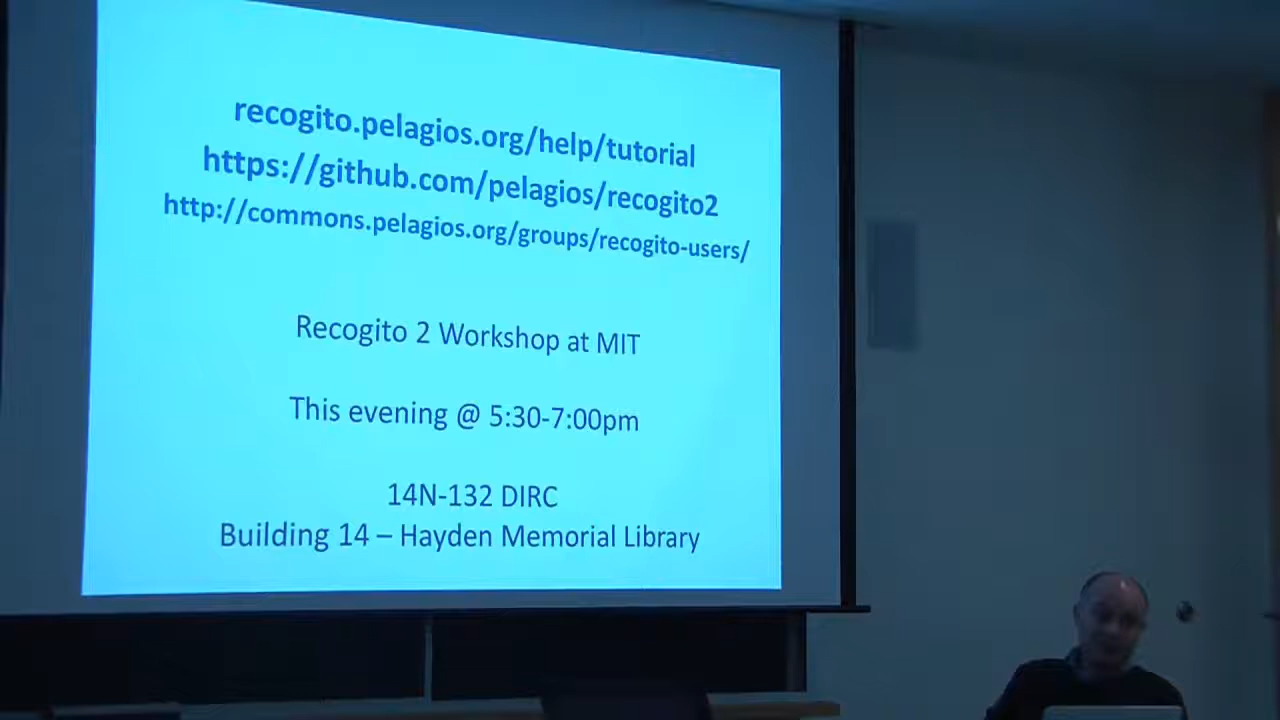 recogito.pelagios.org/help/tutorial
https://github.com/pelagios/recogito2
http://commons.pelagios.org/groups/recogito-users/
Recogito 2 Workshop at MIT
This evening @ 5:30-7:00pm
14N-132 DIRC
Building 14 – Hayden Memorial Library